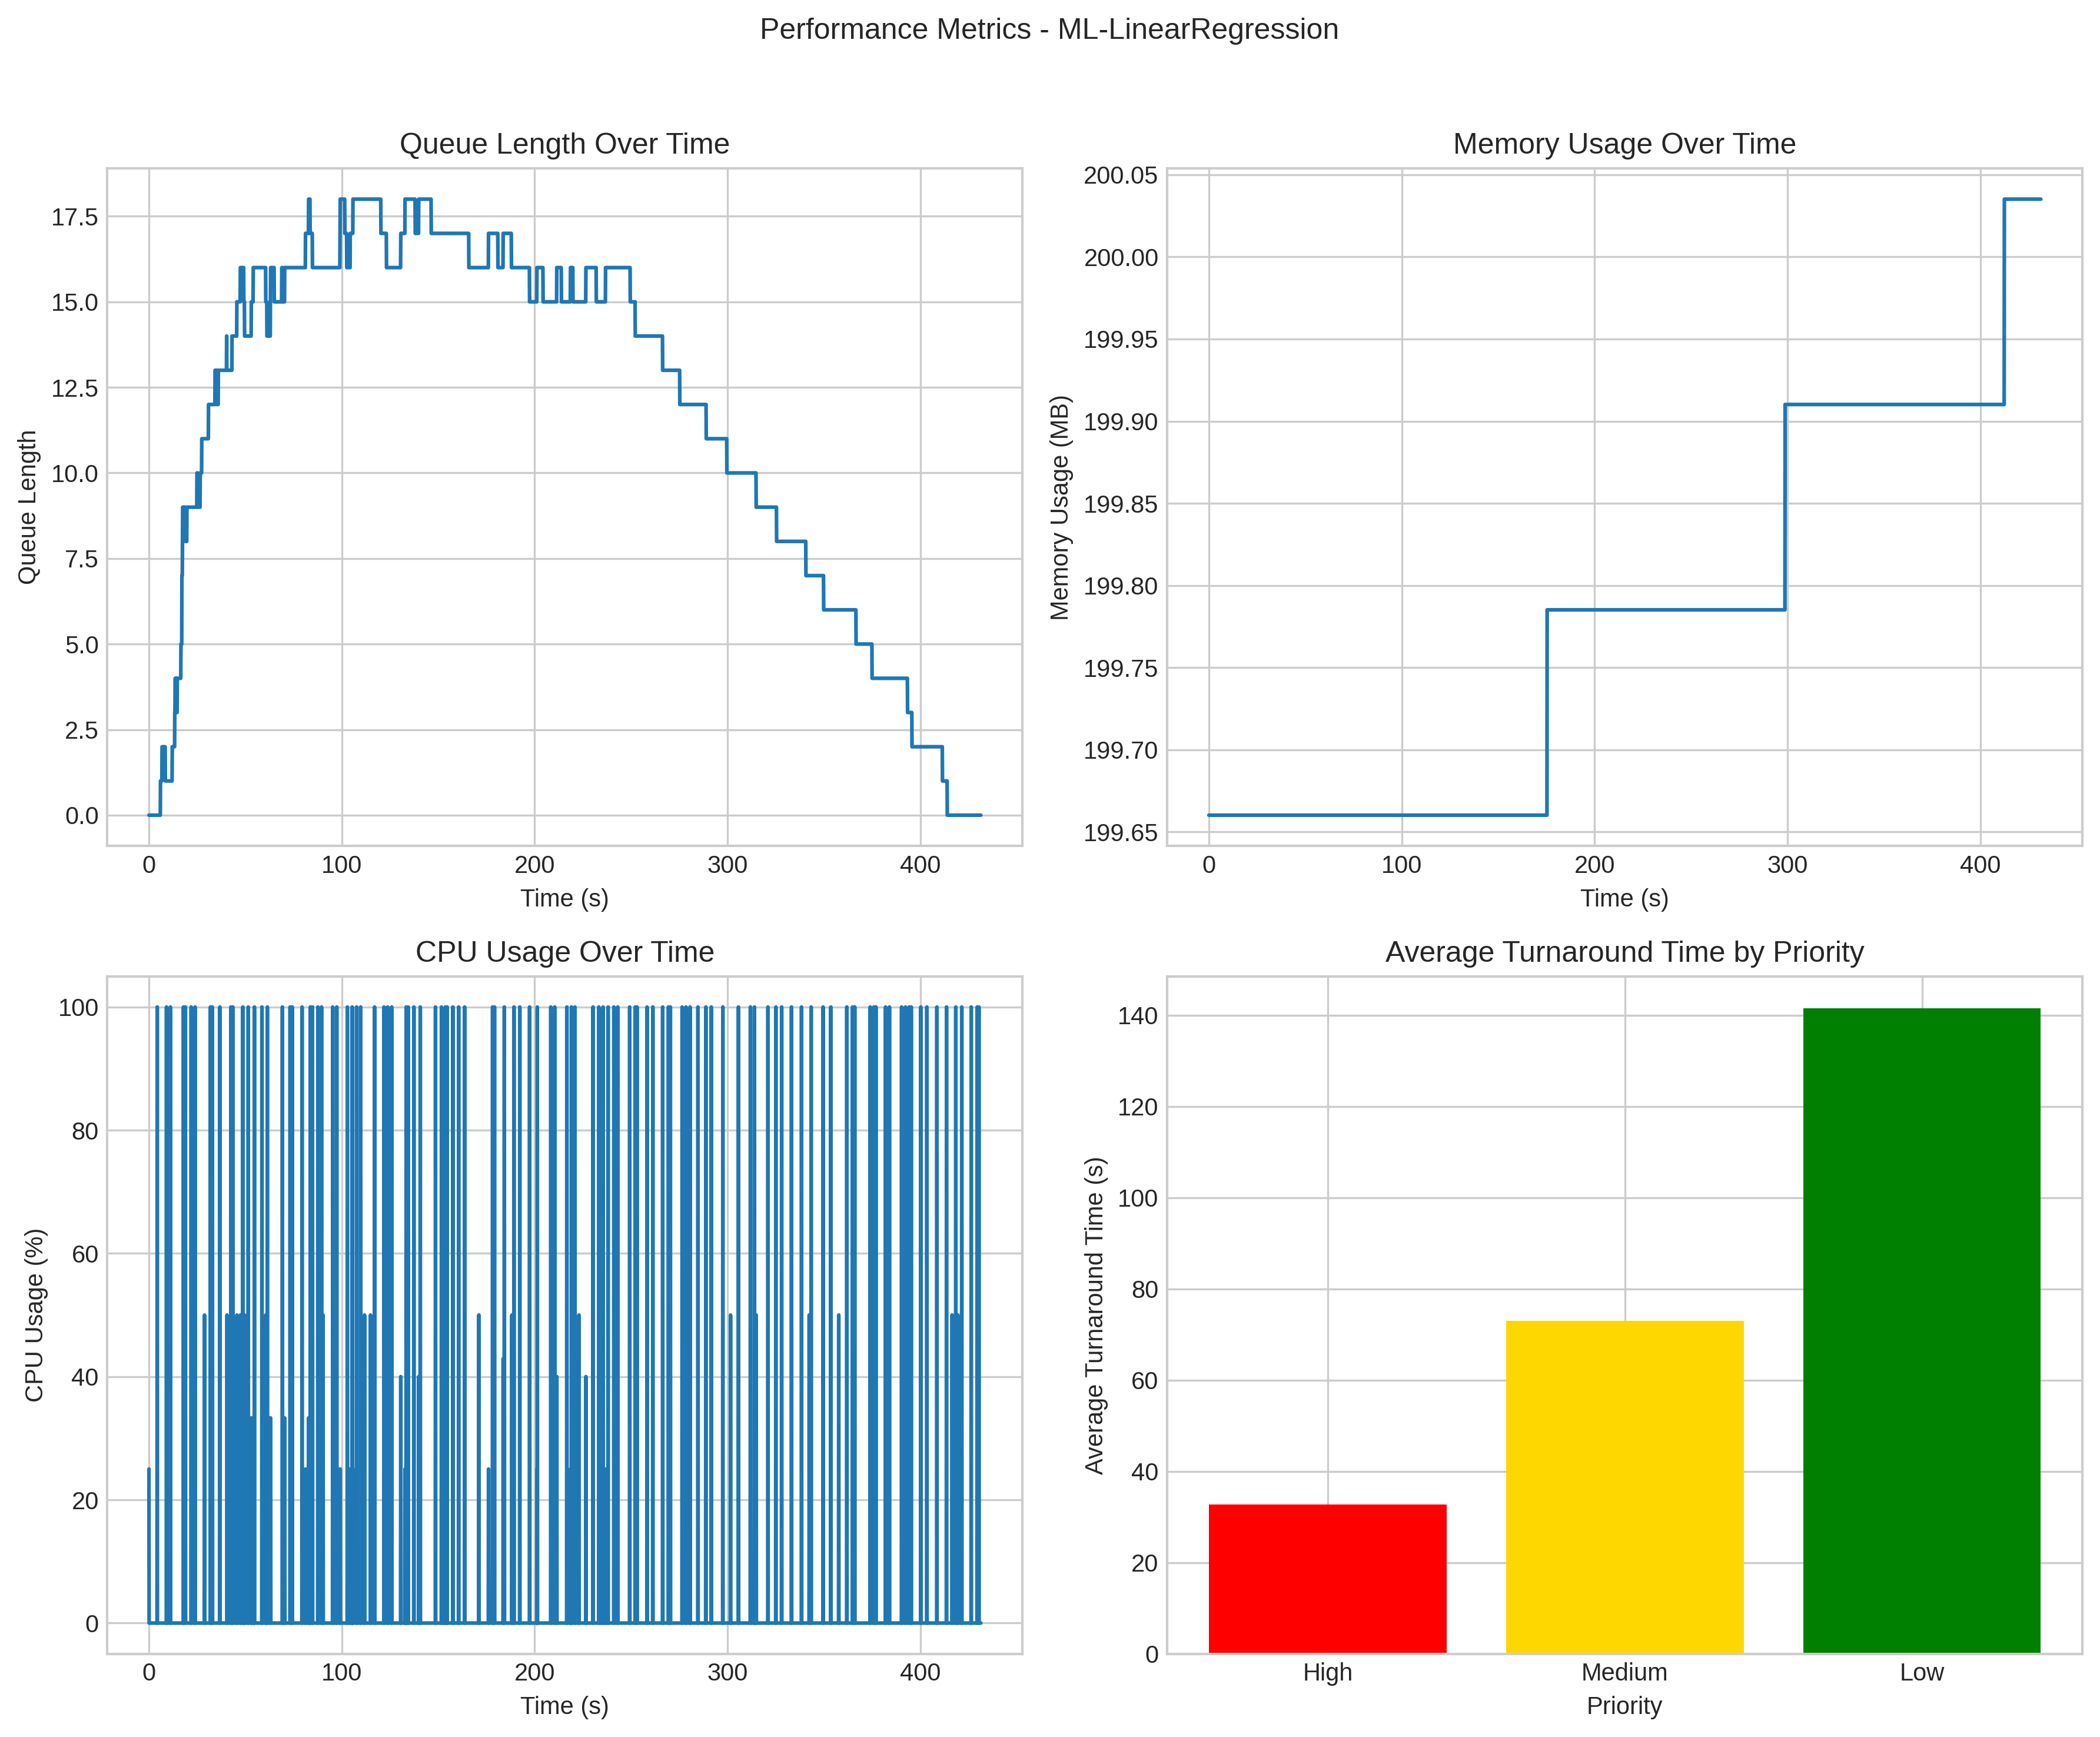 Performance Metrics - ML-LinearRegression
Queue Length Over Time
Queue Length
17.5
15.0
12.5
10.0
7.5
5.0
2.5
0.0
0 100 200 300 400
Time (s)
Memory Usage Over Time
Memory Usage (MB)
200.05
200.00
199.95
199.90
199.85
199.80
199.75
199.70
199.65
0 100 200 300 400
Time (s)
CPU Usage Over Time
CPU Usage (%)
100
80
60
40
20
0
0 100 200 300 400
Time (s)
Average Turnaround Time by Priority
Average Turnaround Time (s)
140
120
100
80
60
40
20
0
High Medium Low
Priority